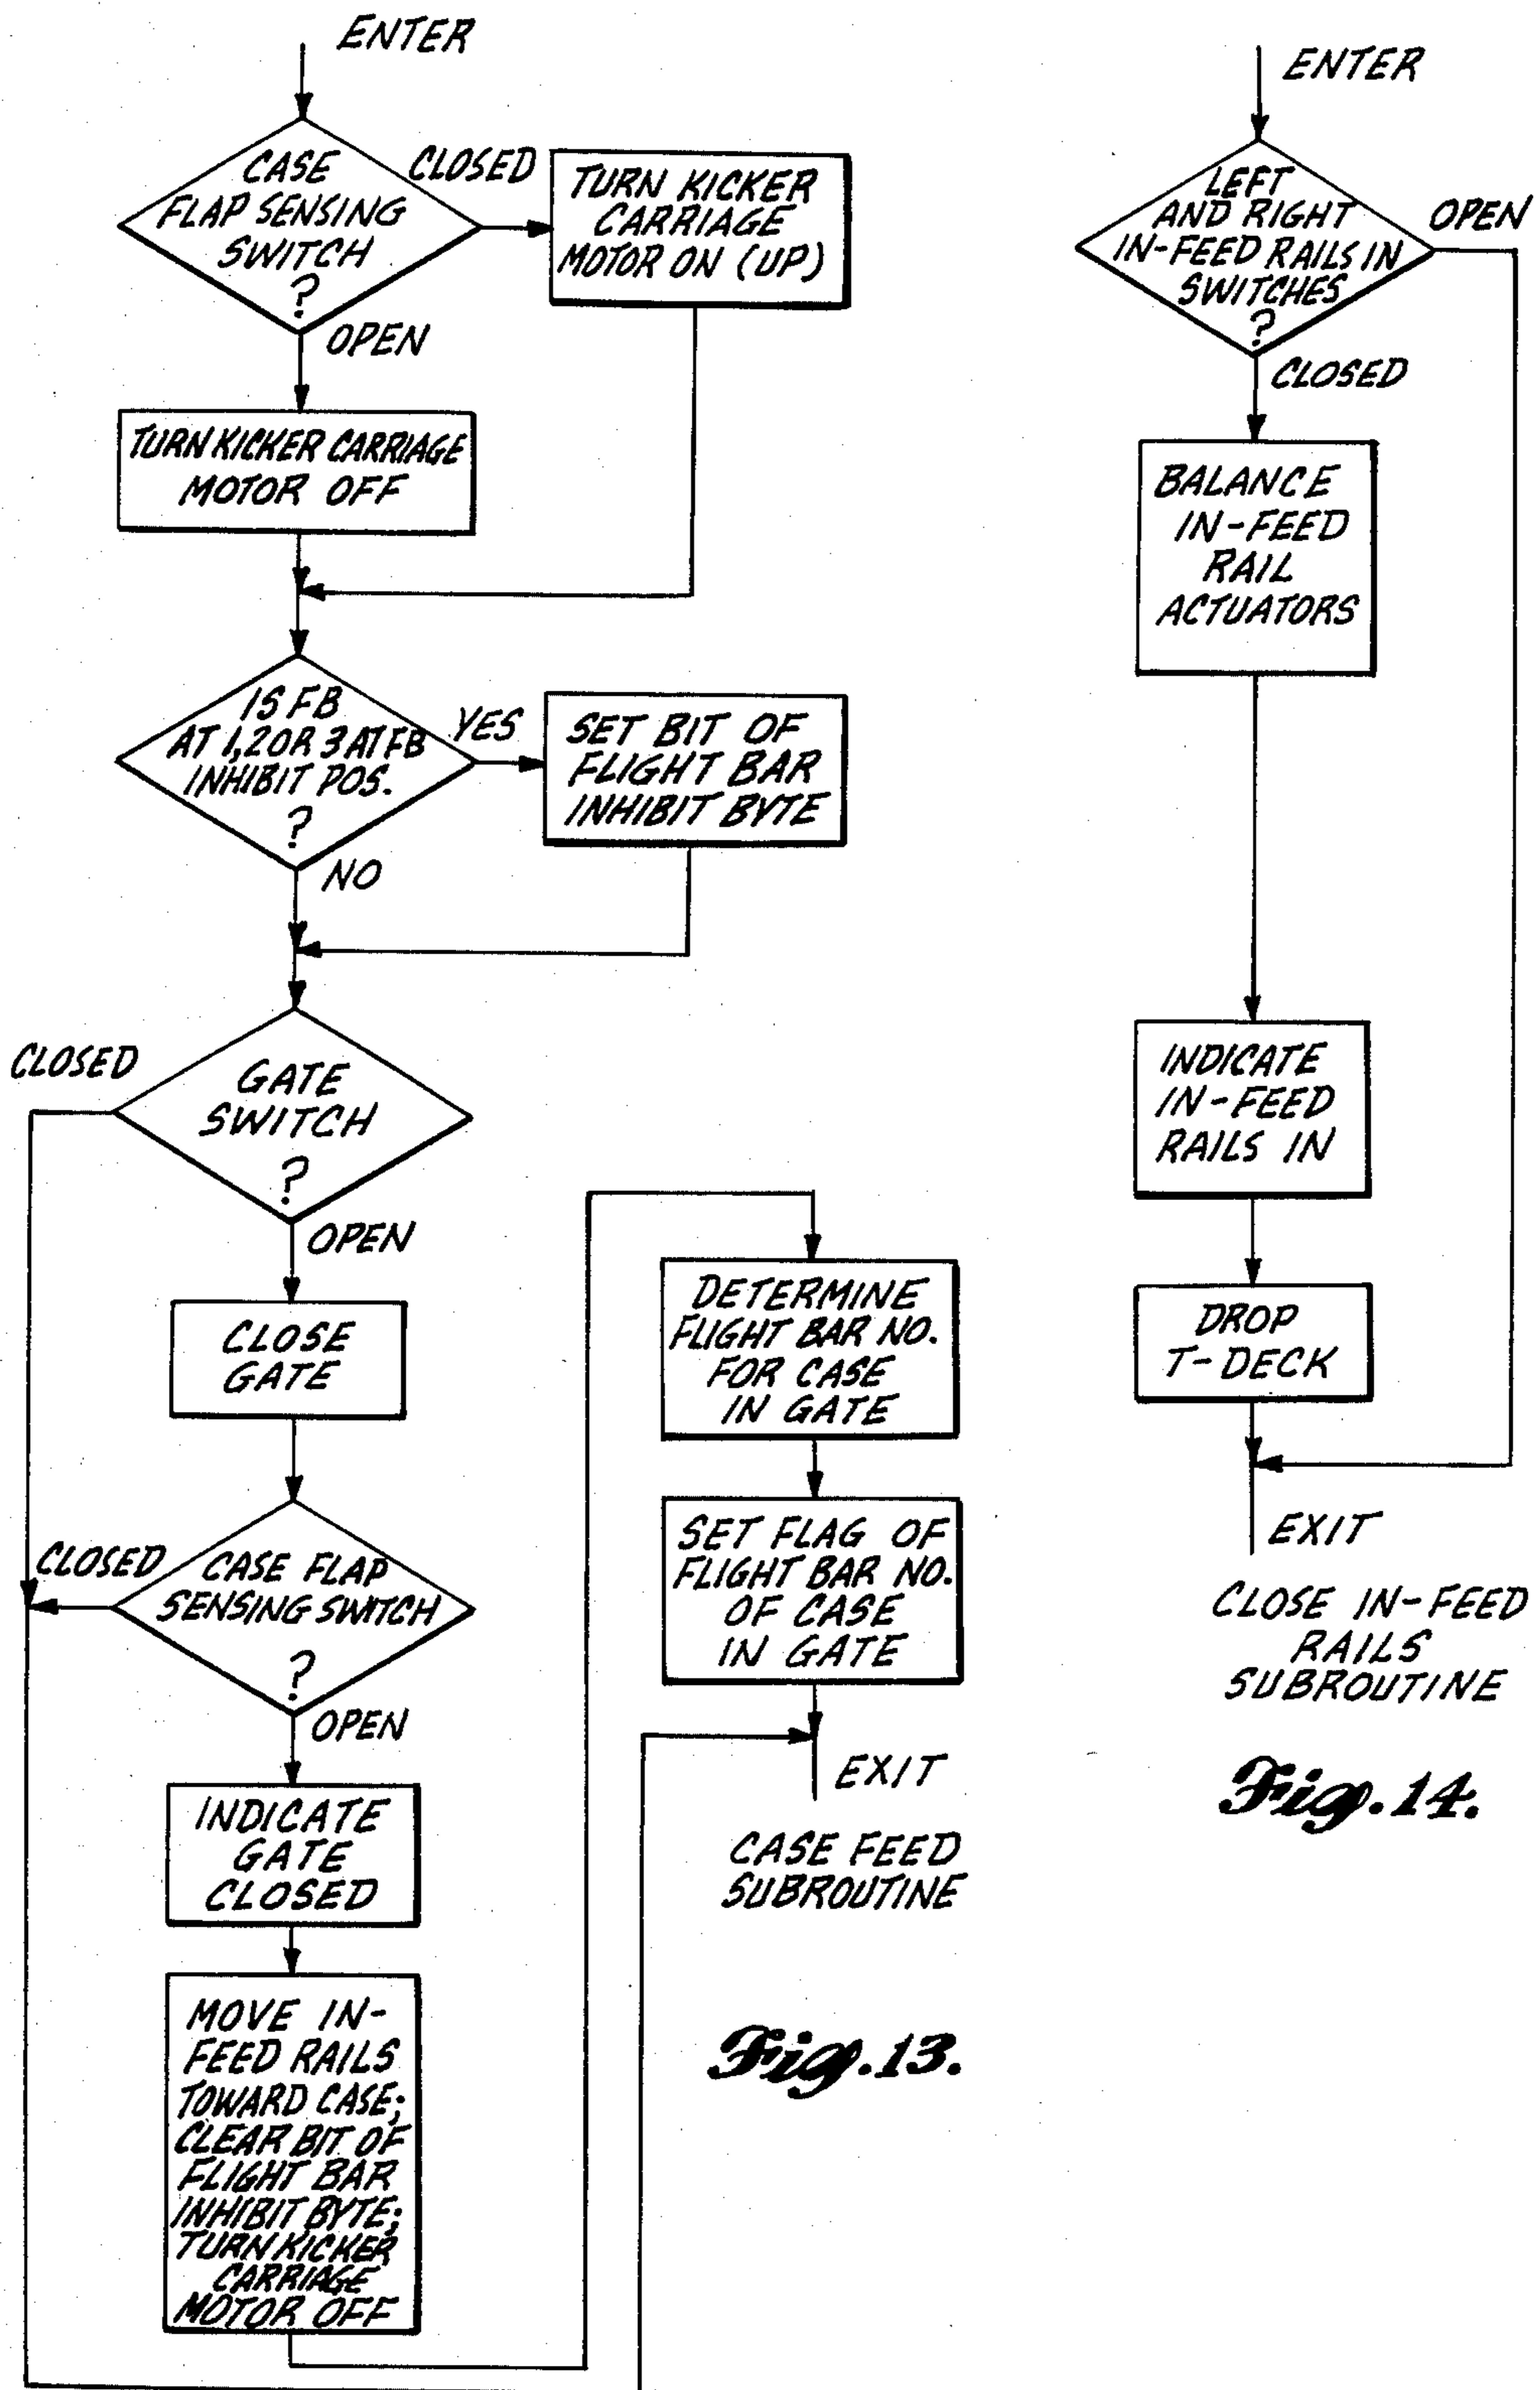 ENTER
CASE
FLAP SENSING
SWITCH
?
CLOSED
TURN KICKER
CARRIAGE
MOTOR ON (UP)
OPEN
TURN KICKER CARRIAGE
MOTOR OFF
IS FB
AT 1,2 OR 3 AT FB
INHIBIT POS.
?
YES
SET BIT OF
FLIGHT BAR
INHIBIT BYTE
NO
CLOSED
GATE
SWITCH
?
OPEN
CLOSE
GATE
CLOSED
CASE FLAP
SENSING SWITCH
?
OPEN
INDICATE
GATE
CLOSED
MOVE IN-
FEED RAILS
TOWARD CASE;
CLEAR BIT OF
FLIGHT BAR
INHIBIT BYTE;
TURN KICKER
CARRIAGE
MOTOR OFF
DETERMINE
FLIGHT BAR NO.
FOR CASE
IN GATE
SET FLAG OF
FLIGHT BAR NO.
OF CASE
IN GATE
EXIT
CASE FEED
SUBROUTINE
Fig. 13.
ENTER
LEFT
AND RIGHT
IN-FEED RAILS IN
SWITCHES
?
OPEN
CLOSED
BALANCE
IN-FEED
RAIL
ACTUATORS
INDICATE
IN-FEED
RAILS IN
DROP
T-DECK
EXIT
CLOSE IN-FEED
RAILS
SUBROUTINE
Fig. 14.